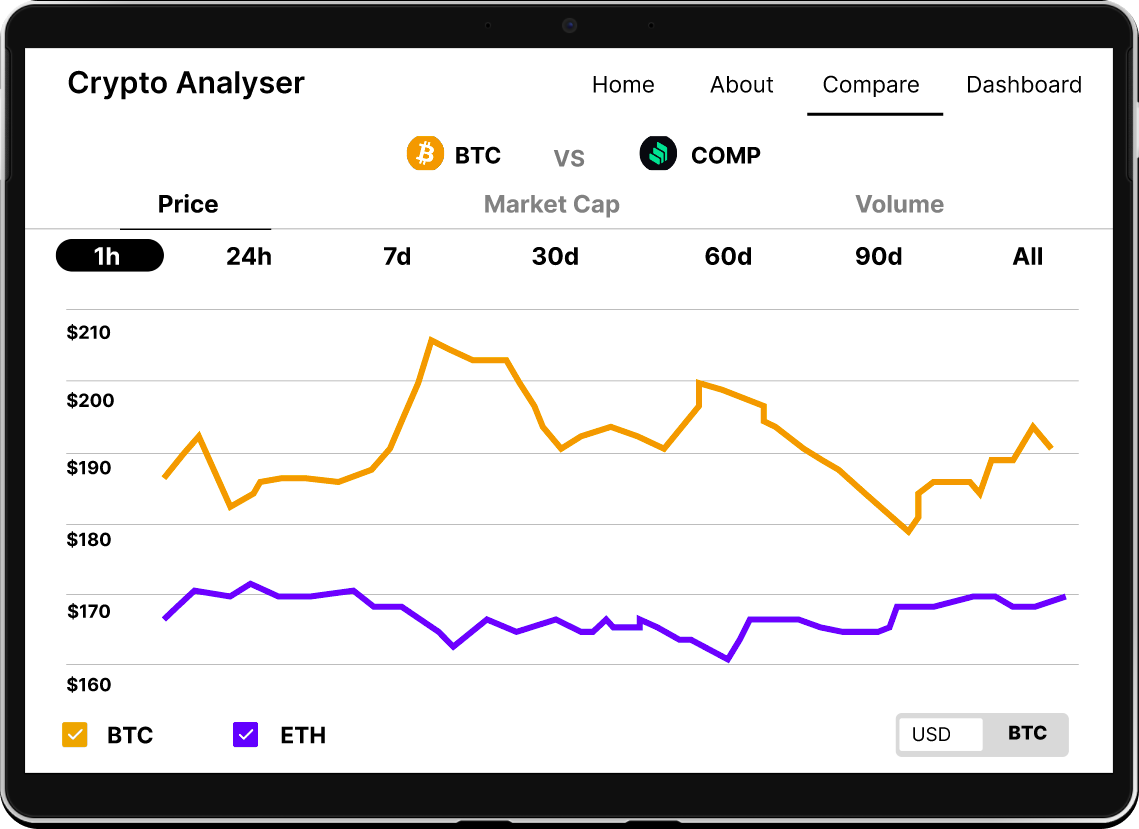 Crypto Analyser Home About Compare Dashboard
BTC VS COMP
Price Market Cap Volume
1h 24h 7d 30d 60d 90d All
$210
$200
$190
$180
$170
$160
BTC ETH USD BTC